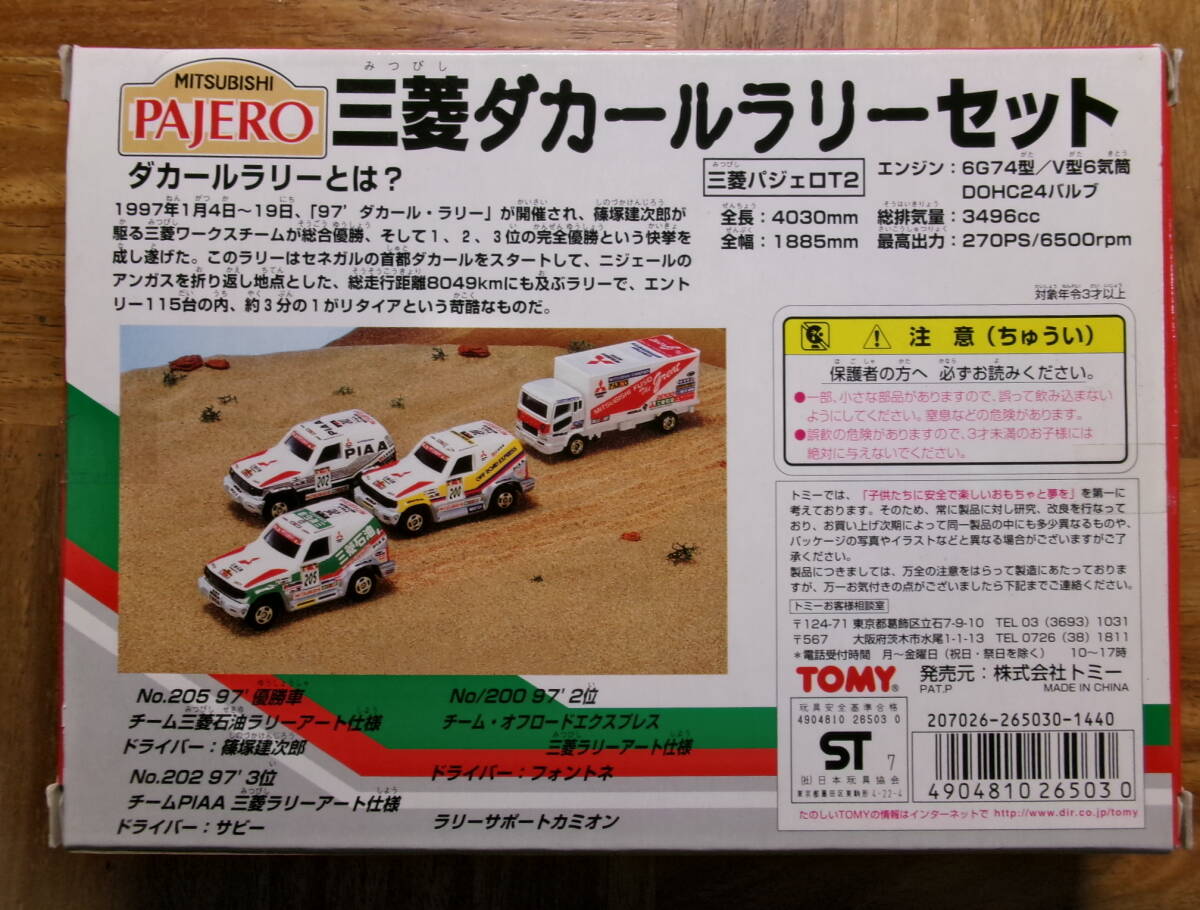 MITSUBISHI
PAJERO
みつびし
三菱ダカールラリーセット
ダカールラリーとは？
1997年1月4日〜19日、「97’ ダカール・ラリー」が開催され、篠塚建次郎が
駆る三菱ワークスチームが総合優勝、そして1、2、3位の完全優勝という快挙を
成し遂げた。このラリーはセネガルの首都ダカールをスタートして、ニジェールの
アンガスを折り返し地点とした、総走行距離8049kmにも及ぶラリーで、エント
リー115台の内、約3分の1がリタイアという苛酷なものだ。
三菱パジェロT2
全長：4030mm
全幅：1885mm
エンジン：6G74型／V型6気筒
DOHC24バルブ
総排気量：3496cc
最高出力：270PS/6500rpm
対象年令3才以上
注意（ちゅうい）
保護者の方へ 必ずお読みください。
●一部、小さな部品がありますので、誤って飲み込まない
ようにしてください。窒息などの危険があります。
●誤飲の危険がありますので、3才未満のお子様には
絶対に与えないでください。
PIAA
PIAA
202
OFF ROAD EXPRESS
200
三菱石油
205
MITSUBISHI FUSO
The Great
トミーでは、「子供たちに安全で楽しいおもちゃと夢を」を第一に
考えております。そのため、常に製品に対し研究、改良を行なって
おり、お買い上げ次期によって同一製品の中にも多少異なるものや、
パッケージの写真やイラストなどと異なる場合がございますがご了
承ください。
製品につきましては、万全の注意をはらって製造にあたっておりま
すが、万一お気付きの点がございましたら下記までご連絡ください。
トミーお客様相談室
〒124-71 東京都葛飾区立石7-9-10 TEL 03 (3693) 1031
〒567 大阪府茨木市水尾1-1-13 TEL 0726 (38) 1811
＊電話受付時間 月〜金曜日（祝日・祭日を除く） 10〜17時
TOMY®
PAT.P
発売元：株式会社トミー
MADE IN CHINA
No.205 97’ 優勝車
チーム三菱石油ラリーアート仕様
ドライバー：篠塚建次郎
No.202 97’ 3位
チームPIAA 三菱ラリーアート仕様
ドライバー：サビー
No/200 97’ 2位
チーム・オフロードエクスプレス
三菱ラリーアート仕様
ドライバー：フォントネ
ラリーサポートカミオン
玩具安全基準合格
4904810 26503 0
ST 7
(社)日本玩具協会
東京都墨田区東駒形4-22-4
207026-265030-1440
4904810 265030
たのしいTOMYの情報はインターネットで http://www.dir.co.jp/tomy